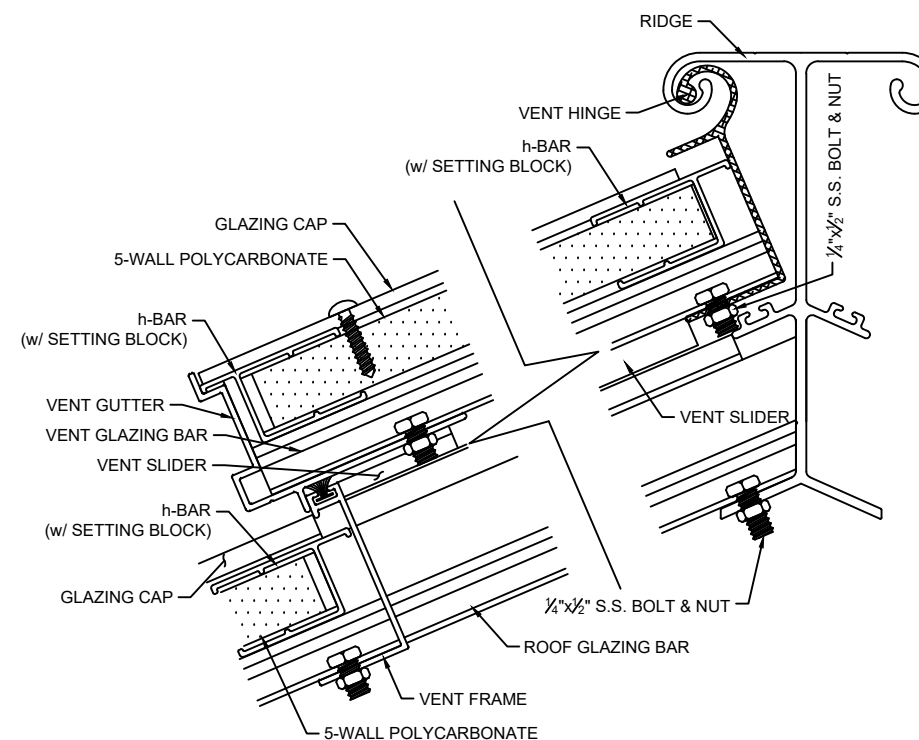 RIDGE
VENT HINGE
h-BAR
(w/ SETTING BLOCK)
¼"x½" S.S. BOLT & NUT
GLAZING CAP
5-WALL POLYCARBONATE
h-BAR
(w/ SETTING BLOCK)
VENT GUTTER
VENT GLAZING BAR
VENT SLIDER
VENT SLIDER
h-BAR
(w/ SETTING BLOCK)
GLAZING CAP
¼"x½" S.S. BOLT & NUT
ROOF GLAZING BAR
VENT FRAME
5-WALL POLYCARBONATE